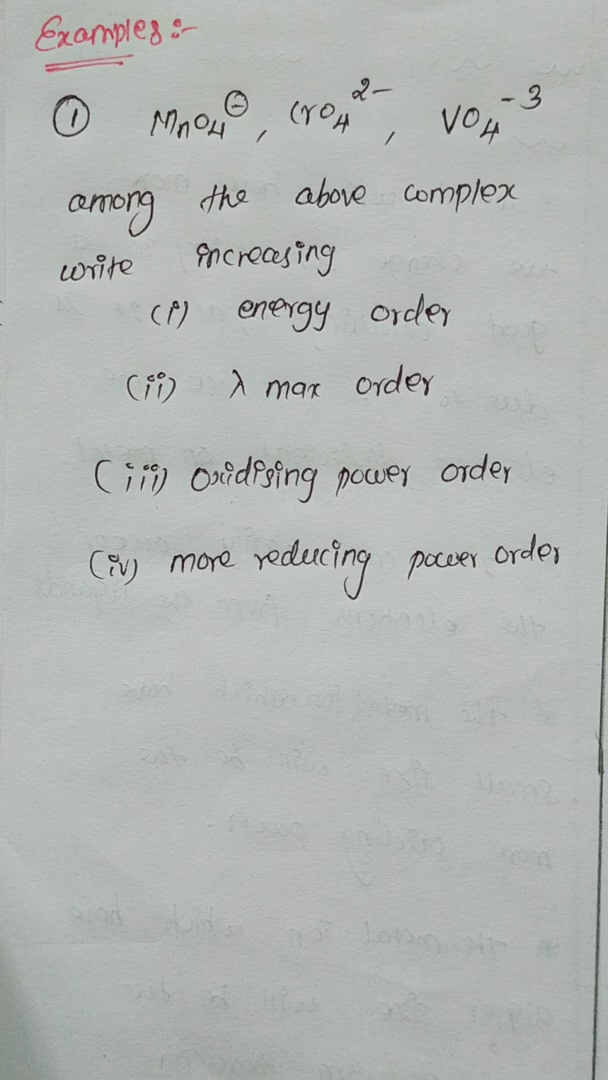 Examples :-
① MnO4⊖, CrO4 2-, VO4 -3
among the above complex
write increasing
(i) energy order
(ii) λ max order
(iii) oxidising power order
(iv) more reducing power order